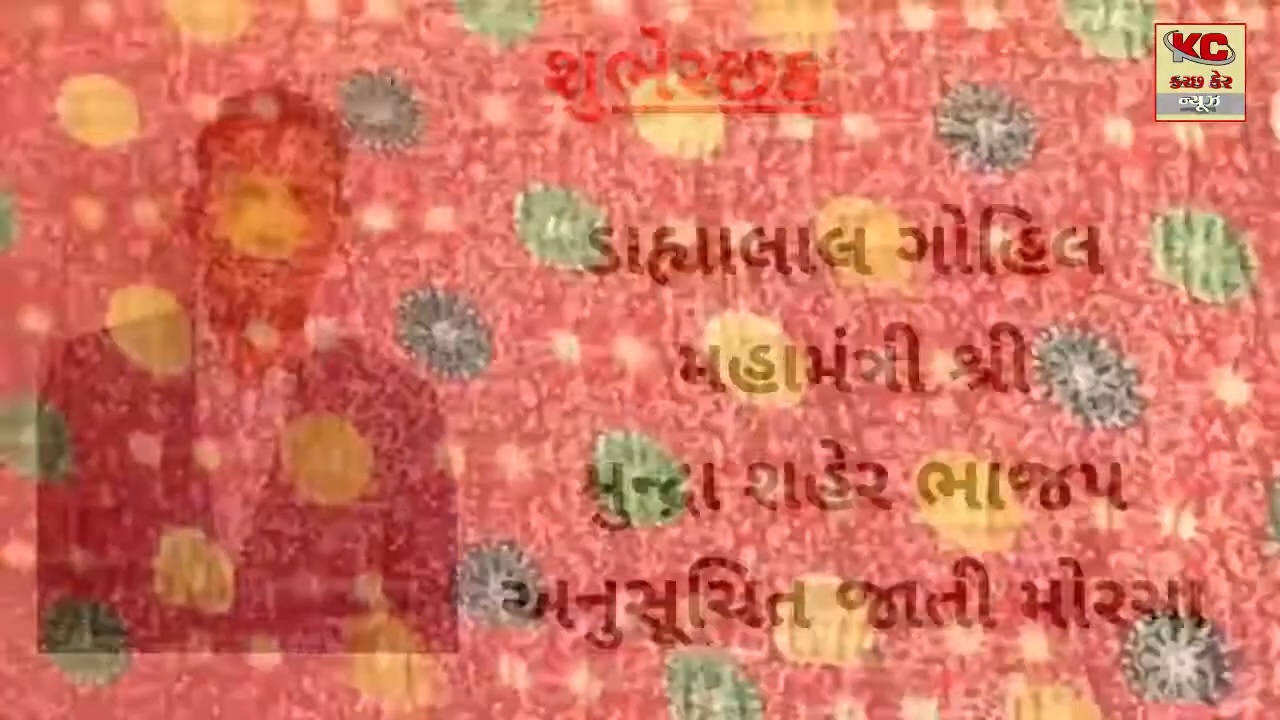 શુભેચ્છક
KC
કચ્છ કેર
ન્યૂઝ
ડાહ્યાલાલ ગોહિલ
મહામંત્રી શ્રી
મુન્દ્રા શહેર ભાજપ
અનુસૂચિત જાતી મોરચા